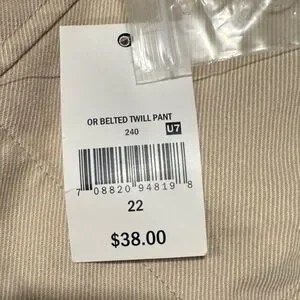 OR BELTED TWILL PANT
240
U7
7 08820 94819 8
22
$38.00